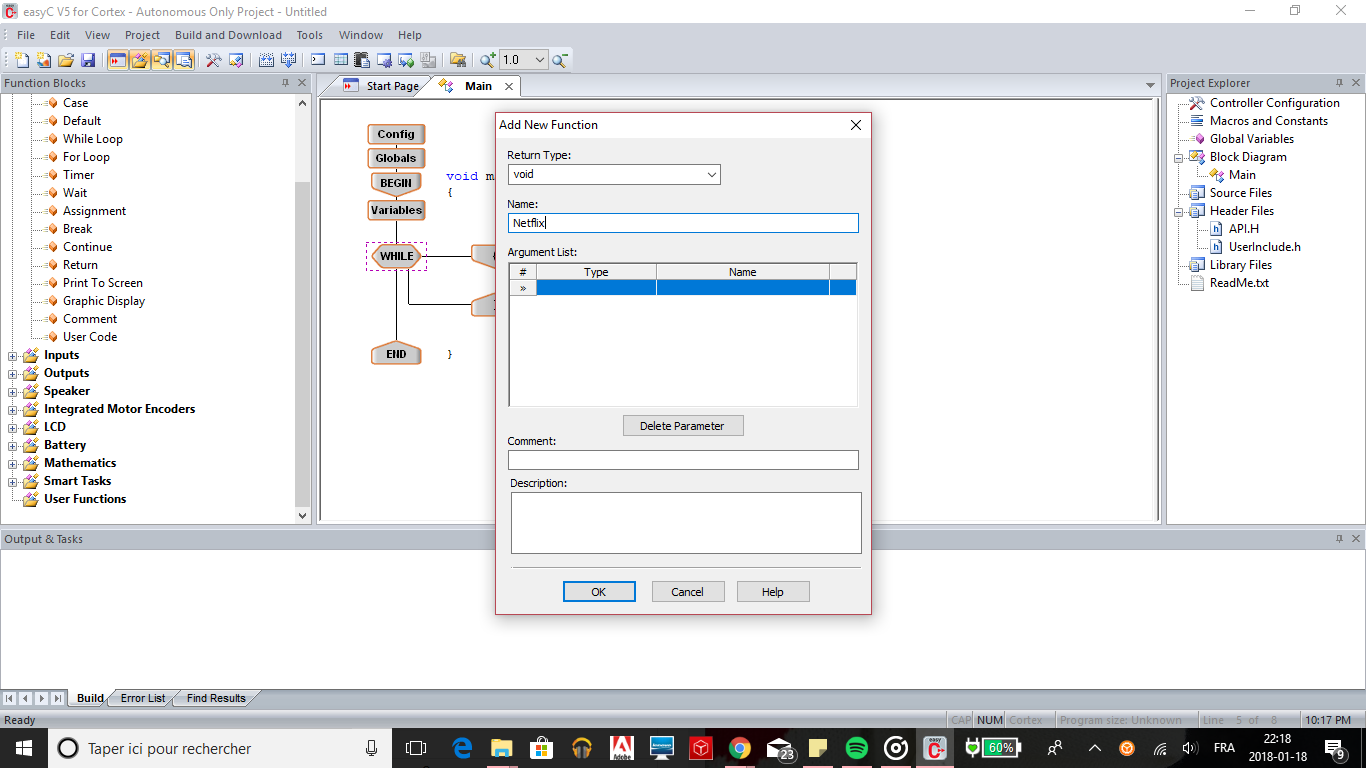 easyC V5 for Cortex - Autonomous Only Project - Untitled
File Edit View Project Build and Download Tools Window Help
1.0
Function Blocks
Case
Default
While Loop
For Loop
Timer
Wait
Assignment
Break
Continue
Return
Print To Screen
Graphic Display
Comment
User Code
Inputs
Outputs
Speaker
Integrated Motor Encoders
LCD
Battery
Mathematics
Smart Tasks
User Functions
Start Page
Main
Config
Globals
BEGIN
Variables
WHILE
END
void m
{
}
Add New Function
Return Type:
void
Name:
Netflix
Argument List:
# Type Name
»
Delete Parameter
Comment:
Description:
OK Cancel Help
Project Explorer
Controller Configuration
Macros and Constants
Global Variables
Block Diagram
Main
Source Files
Header Files
API.H
UserInclude.h
Library Files
ReadMe.txt
Output & Tasks
Build Error List Find Results
Ready
CAP NUM Cortex Program size: Unknown Line 5 of 8 10:17 PM
Taper ici pour rechercher
Adobe
23
easy
C
60%
FRA
22:18
2018-01-18
9